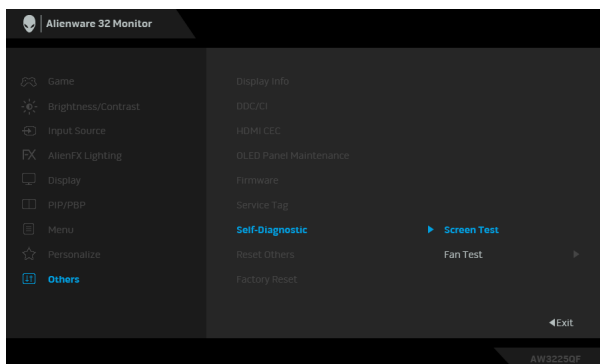 Alienware 32 Monitor
Game
Display Info
Brightness/Contrast
DDC/CI
Input Source
HDMI CEC
FX AlienFX Lighting
OLED Panel Maintenance
Display
Firmware
PIP/PBP
Service Tag
Menu
Self-Diagnostic
Screen Test
Personalize
Reset Others
Fan Test
Others
Factory Reset
Exit
AW3225QF